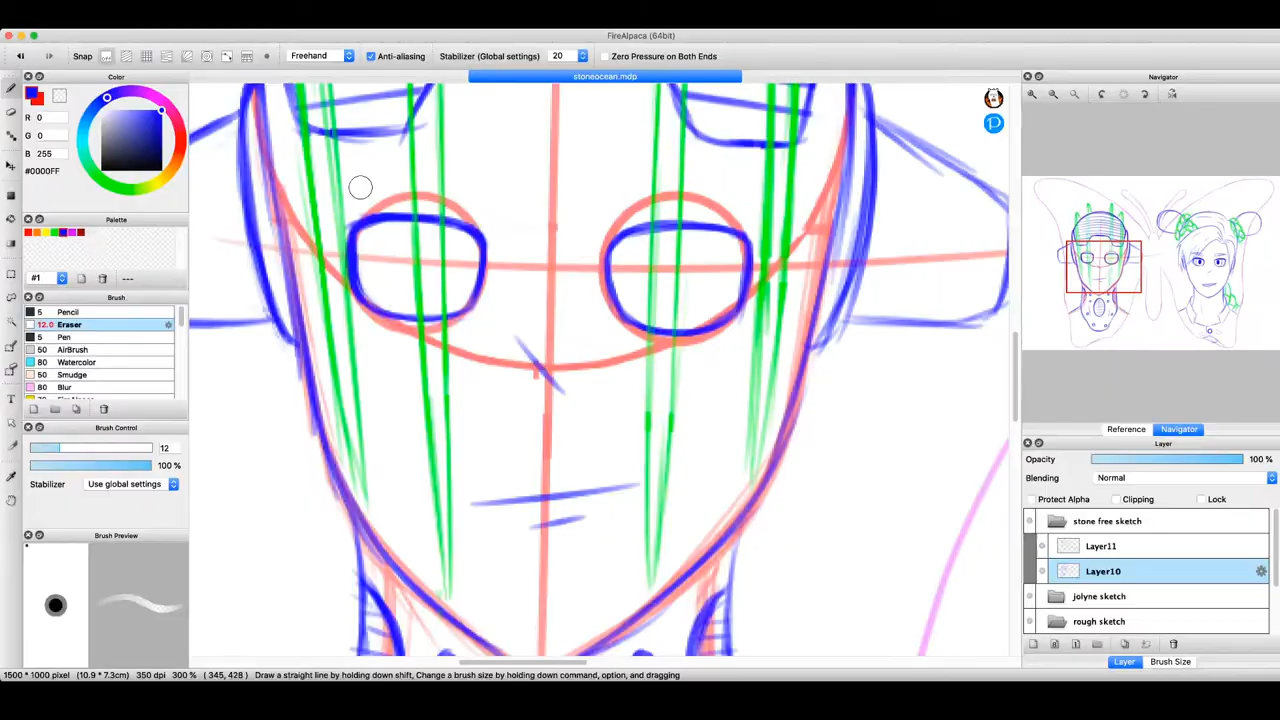 FireAlpaca (64bit)
Snap Freehand Anti-aliasing Stabilizer (Global settings) 20 Zero Pressure on Both Ends
stoneocean.mdp
Color
R 0
G 0
B 255
#0000FF
Palette
#1 ---
Brush
5 Pencil
12.0 Eraser
5 Pen
50 AirBrush
80 Watercolor
50 Smudge
80 Blur
Brush Control
12
100 %
Stabilizer Use global settings
Brush Preview
Navigator
Reference Navigator
Layer
Opacity 100 %
Blending Normal
Protect Alpha Clipping Lock
stone free sketch
Layer11
Layer10
jolyne sketch
rough sketch
Layer Brush Size
1500 * 1000 pixel (10.9 * 7.3cm) 350 dpi 300 % ( 345, 428 ) Draw a straight line by holding down shift, Change a brush size by holding down command, option, and dragging